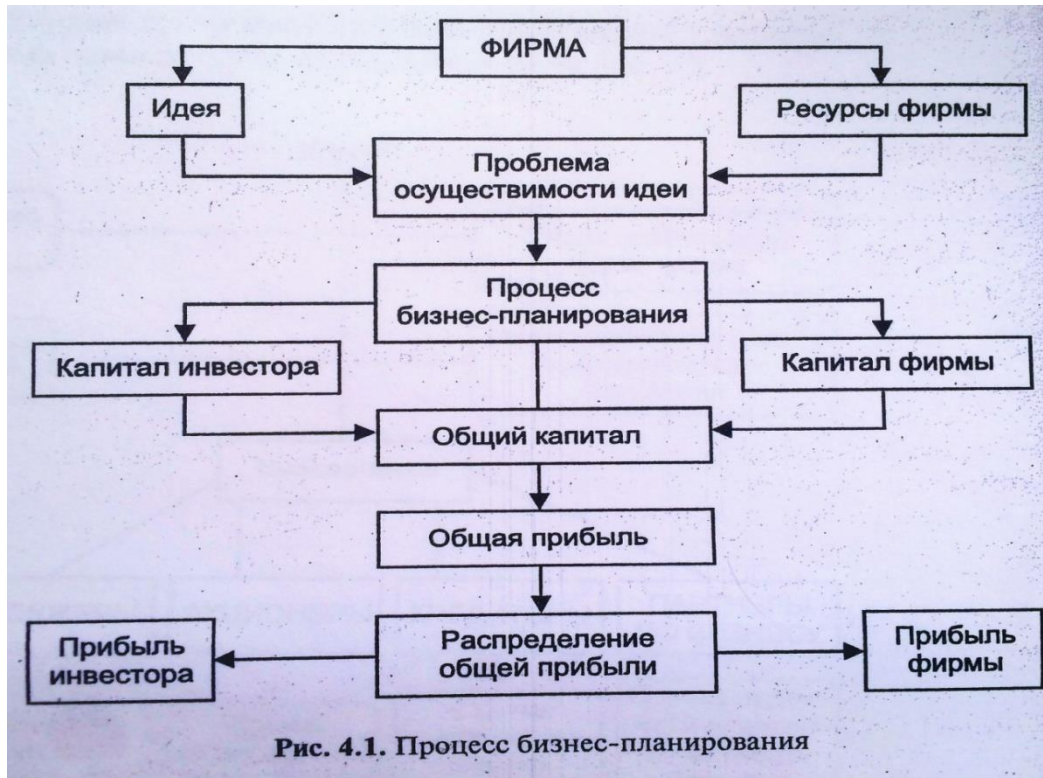 ФИРМА
Идея
Ресурсы фирмы
Проблема
осуществимости идеи
Процесс
бизнес-планирования
Капитал инвестора
Капитал фирмы
Общий капитал
Общая прибыль
Прибыль
инвестора
Распределение
общей прибыли
Прибыль
фирмы
Рис. 4.1. Процесс бизнес-планирования